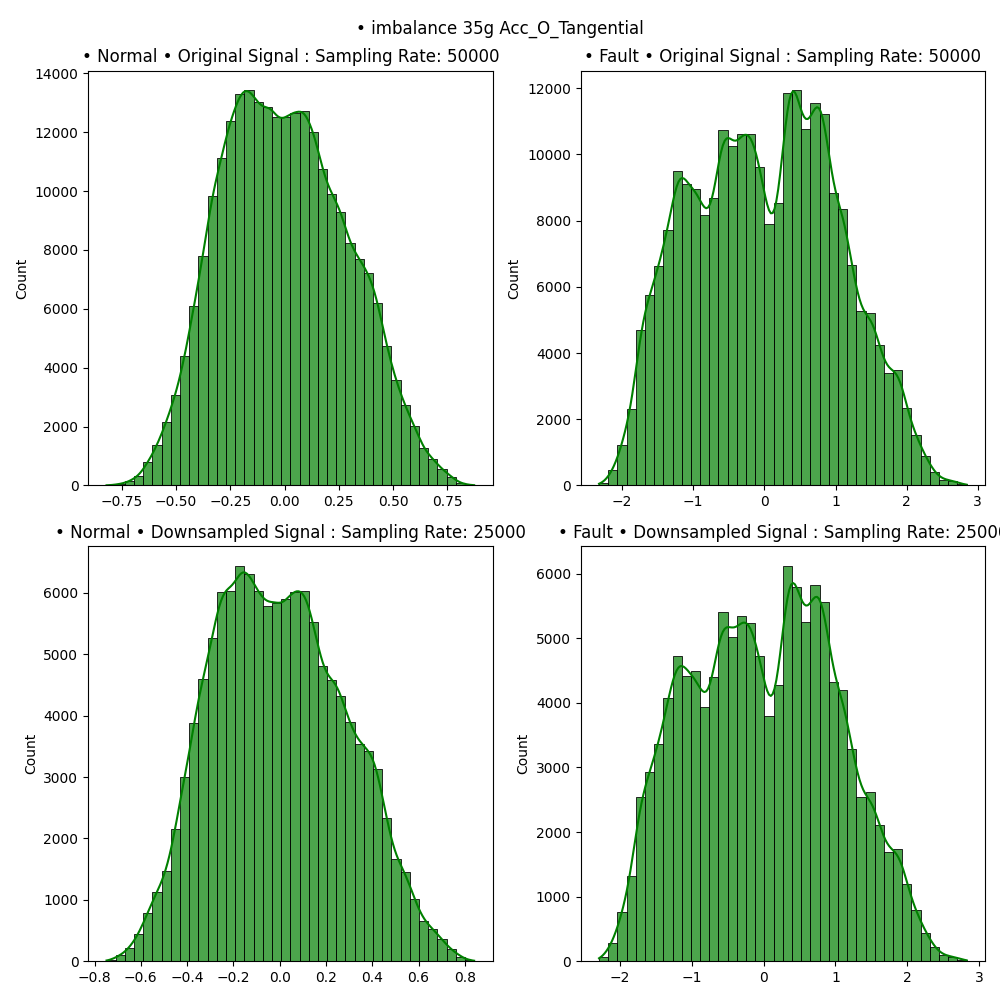 • imbalance 35g Acc_O_Tangential
• Normal • Original Signal : Sampling Rate: 50000
• Fault • Original Signal : Sampling Rate: 50000
14000
12000
10000
8000
6000
4000
2000
0
Count
−0.75 −0.50 −0.25 0.00 0.25 0.50 0.75
12000
10000
8000
6000
4000
2000
0
Count
−2 −1 0 1 2 3
• Normal • Downsampled Signal : Sampling Rate: 25000
• Fault • Downsampled Signal : Sampling Rate: 2500
6000
5000
4000
3000
2000
1000
0
Count
−0.8 −0.6 −0.4 −0.2 0.0 0.2 0.4 0.6 0.8
6000
5000
4000
3000
2000
1000
0
Count
−2 −1 0 1 2 3